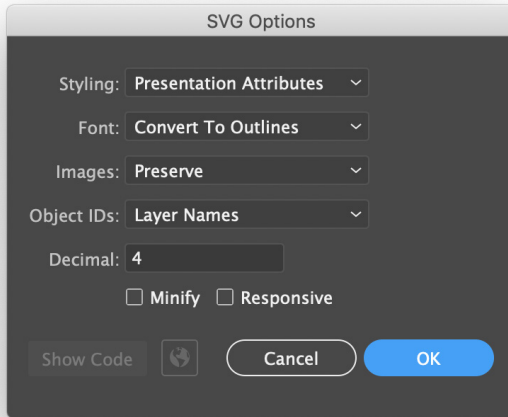 SVG Options
Styling: Presentation Attributes
Font: Convert To Outlines
Images: Preserve
Object IDs: Layer Names
Decimal: 4
Minify Responsive
Show Code Cancel OK